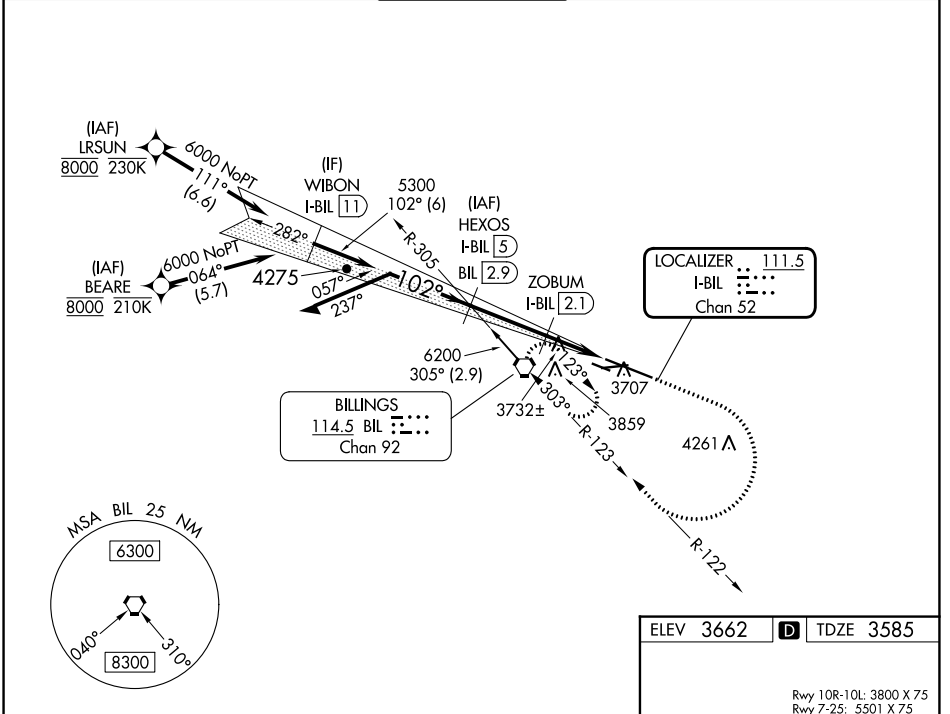 (IAF)
LRSUN
8000 230K
6000 NoPT
111°
(6.6)
(IF)
WIBON
I-BIL 11
5300
102° (6)
(IAF)
HEXOS
I-BIL 5
BIL 2.9
282°
R-305
(IAF)
BEARE
8000 210K
6000 NoPT
064°
(5.7)
4275
057°
237°
102°
ZOBUM
I-BIL 2.1
LOCALIZER 111.5
I-BIL
Chan 52
6200
305° (2.9)
123°
303°
3732±
3707
3859
4261
R-123
R-122
BILLINGS
114.5 BIL
Chan 92
MSA BIL 25 NM
6300
040°
310°
8300
ELEV 3662 D TDZE 3585
Rwy 10R-10L: 3800 X 75
Rwy 7-25: 5501 X 75